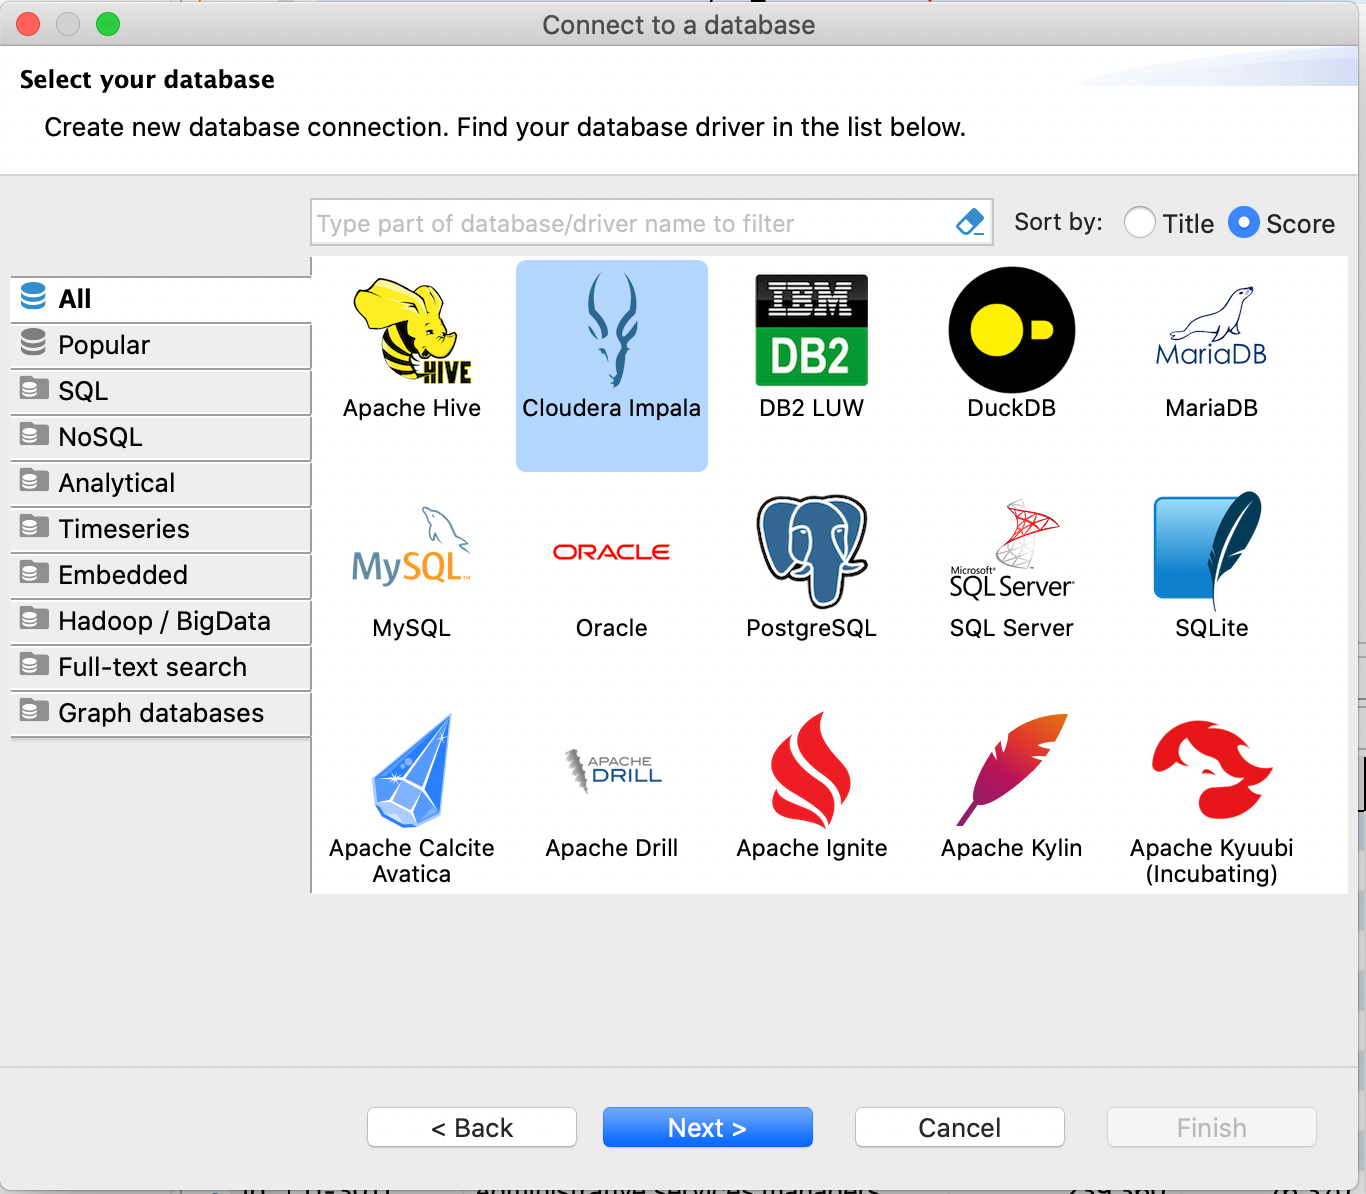 Connect to a database
Select your database
Create new database connection. Find your database driver in the list below.
Type part of database/driver name to filter
Sort by:
Title
Score
All
Popular
SQL
NoSQL
Analytical
Timeseries
Embedded
Hadoop / BigData
Full-text search
Graph databases
HIVE
Apache Hive
Cloudera Impala
IBM
DB2
DB2 LUW
DuckDB
MariaDB
MariaDB
MySQL™
MySQL
ORACLE
Oracle
PostgreSQL
Microsoft®
SQL Server
SQL Server
SQLite
Apache Calcite
Avatica
APACHE
DRILL
Apache Drill
Apache Ignite
Apache Kylin
Apache Kyuubi
(Incubating)
< Back
Next >
Cancel
Finish
Administrative services managers